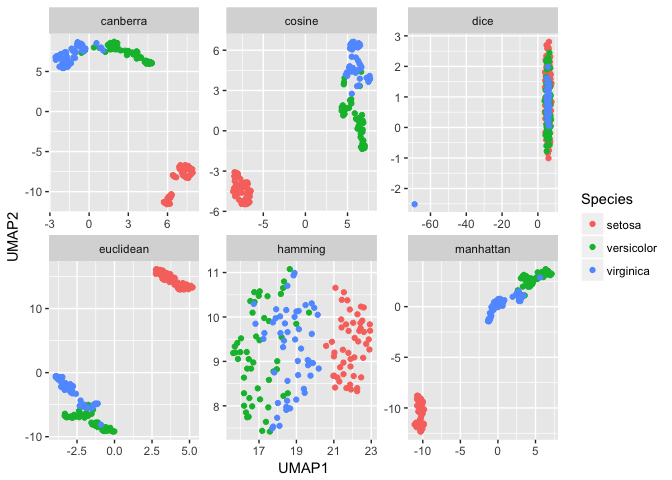 canberra cosine dice
5
0
-5
-10
6
3
0
-3
-6
3
2
1
0
-1
-2
-3 0 3 6
-5 0 5
-60 -40 -20 0
UMAP2
Species
setosa
versicolor
virginica
euclidean hamming manhattan
10
0
-10
11
10
9
8
0
-5
-10
-2.5 0.0 2.5 5.0
17 19 21 23
-10 -5 0 5
UMAP1